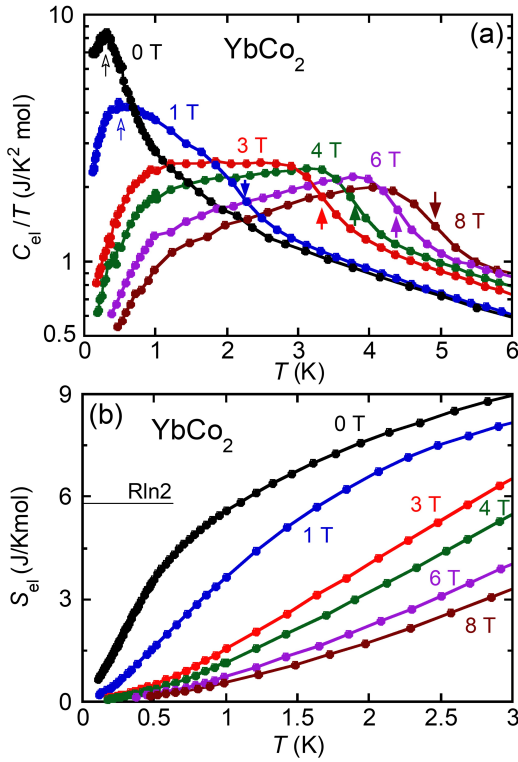 10
YbCo2
(a)
0 T
1 T
3 T
4 T
6 T
8 T
1
0.5
Cel/T (J/K2 mol)
0 1 2 3 4 5 6
T (K)
(b)
YbCo2
9
6
3
0
Rln2
0 T
1 T
3 T
4 T
6 T
8 T
Sel (J/Kmol)
0 0.5 1 1.5 2 2.5 3
T (K)